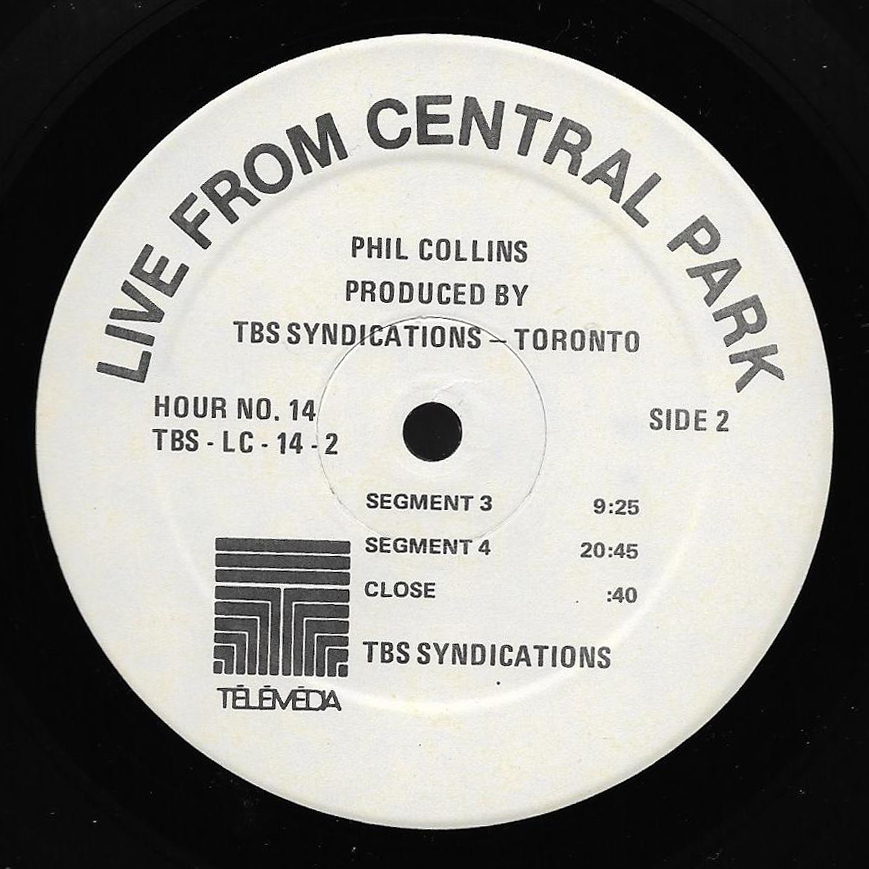 LIVE FROM CENTRAL PARK
PHIL COLLINS
PRODUCED BY
TBS SYNDICATIONS – TORONTO
HOUR NO. 14
TBS - LC - 14 - 2
SIDE 2
SEGMENT 3 9:25
SEGMENT 4 20:45
CLOSE :40
TBS SYNDICATIONS
TÉLÉMÉDIA